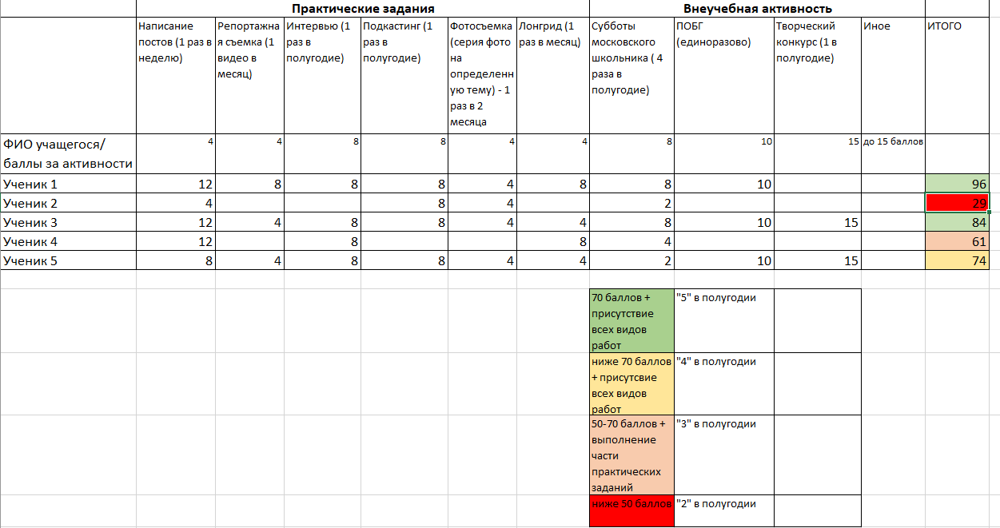 Практические задания Внеучебная активность
Написание постов (1 раз в неделю) Репортажная съемка (1 видео в месяц) Интервью (1 раз в полугодие) Подкастинг (1 раз в полугодие) Фотосъемка (серия фото на определенную тему) - 1 раз в 2 месяца Лонгрид (1 раз в месяц) Субботы московского школьника ( 4 раза в полугодие) ПОБГ (единоразово) Творческий конкурс (1 в полугодие) Иное ИТОГО
ФИО учащегося/ баллы за активности 4 4 8 8 4 4 8 10 15 до 15 баллов
Ученик 1 12 8 8 8 4 8 8 10 96
Ученик 2 4 8 4 2 29
Ученик 3 12 4 8 8 4 4 8 10 15 84
Ученик 4 12 8 8 4 61
Ученик 5 8 4 8 8 4 4 2 10 15 74
70 баллов +
присутствие
всех видов
работ
"5" в полугодии
ниже 70 баллов
+ присутсвие
всех видов
работ
"4" в полугодии
50-70 баллов +
выполнение
части
практических
заданий
"3" в полугодии
ниже 50 баллов
"2" в полугодии